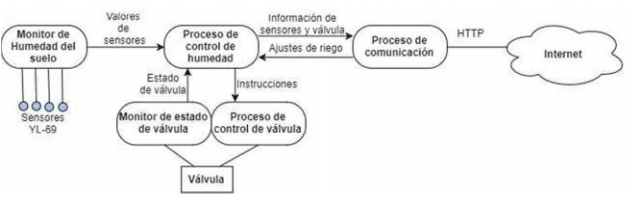 Monitor de
Humedad del
suelo
Sensores
YL-69
Valores
de
sensores
Proceso de
control de
humedad
Información de
sensores y válvula
Ajustes de riego
Proceso de
comunicación
HTTP
Internet
Estado
de válvula
Instrucciones
Monitor de estado
de válvula
Proceso de
control de válvula
Válvula